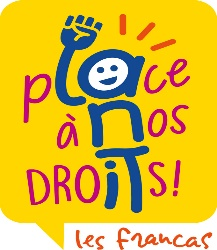 place
à nos
DROITS!
les francas